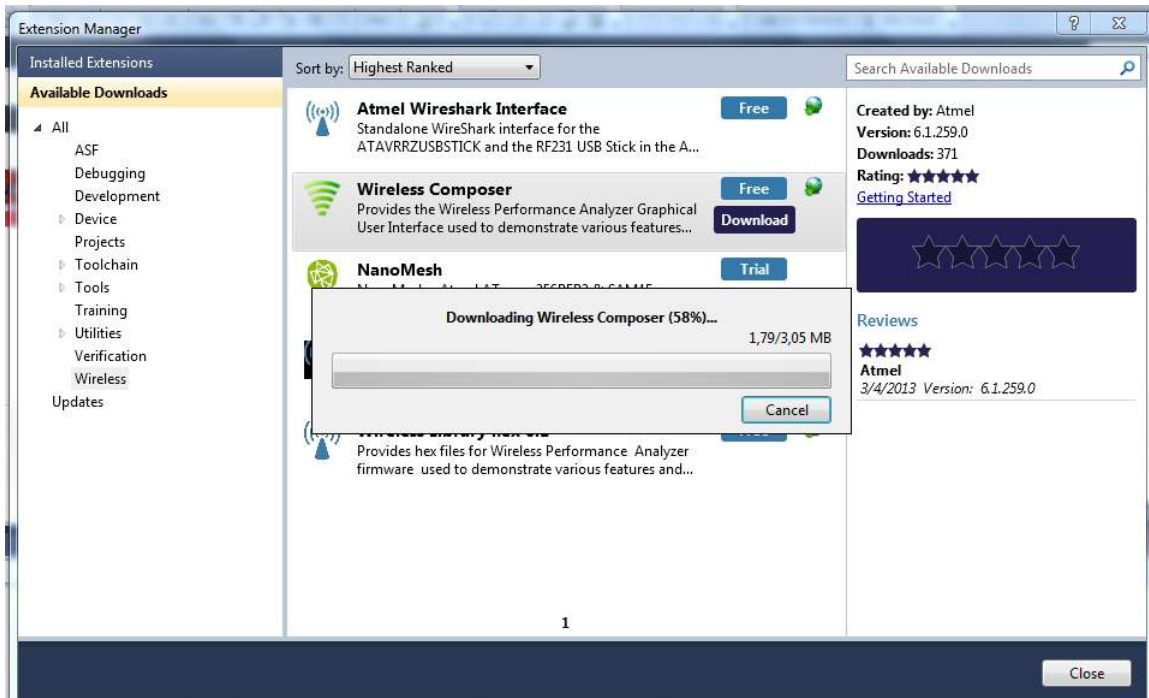 Extension Manager
Installed Extensions
Available Downloads
All
ASF
Debugging
Development
Device
Projects
Toolchain
Tools
Training
Utilities
Verification
Wireless
Updates
Sort by: Highest Ranked
Atmel Wireshark Interface
Free
Standalone WireShark interface for the
ATAVRRZUSBSTICK and the RF231 USB Stick in the A...
Wireless Composer
Free
Provides the Wireless Performance Analyzer Graphical
User Interface used to demonstrate various features...
Download
NanoMesh
Trial
Downloading Wireless Composer (58%)...
1,79/3,05 MB
Cancel
Provides hex files for Wireless Performance Analyzer
firmware used to demonstrate various features and...
1
Search Available Downloads
Created by: Atmel
Version: 6.1.259.0
Downloads: 371
Rating:
Getting Started
Reviews
Atmel
3/4/2013 Version: 6.1.259.0
Close